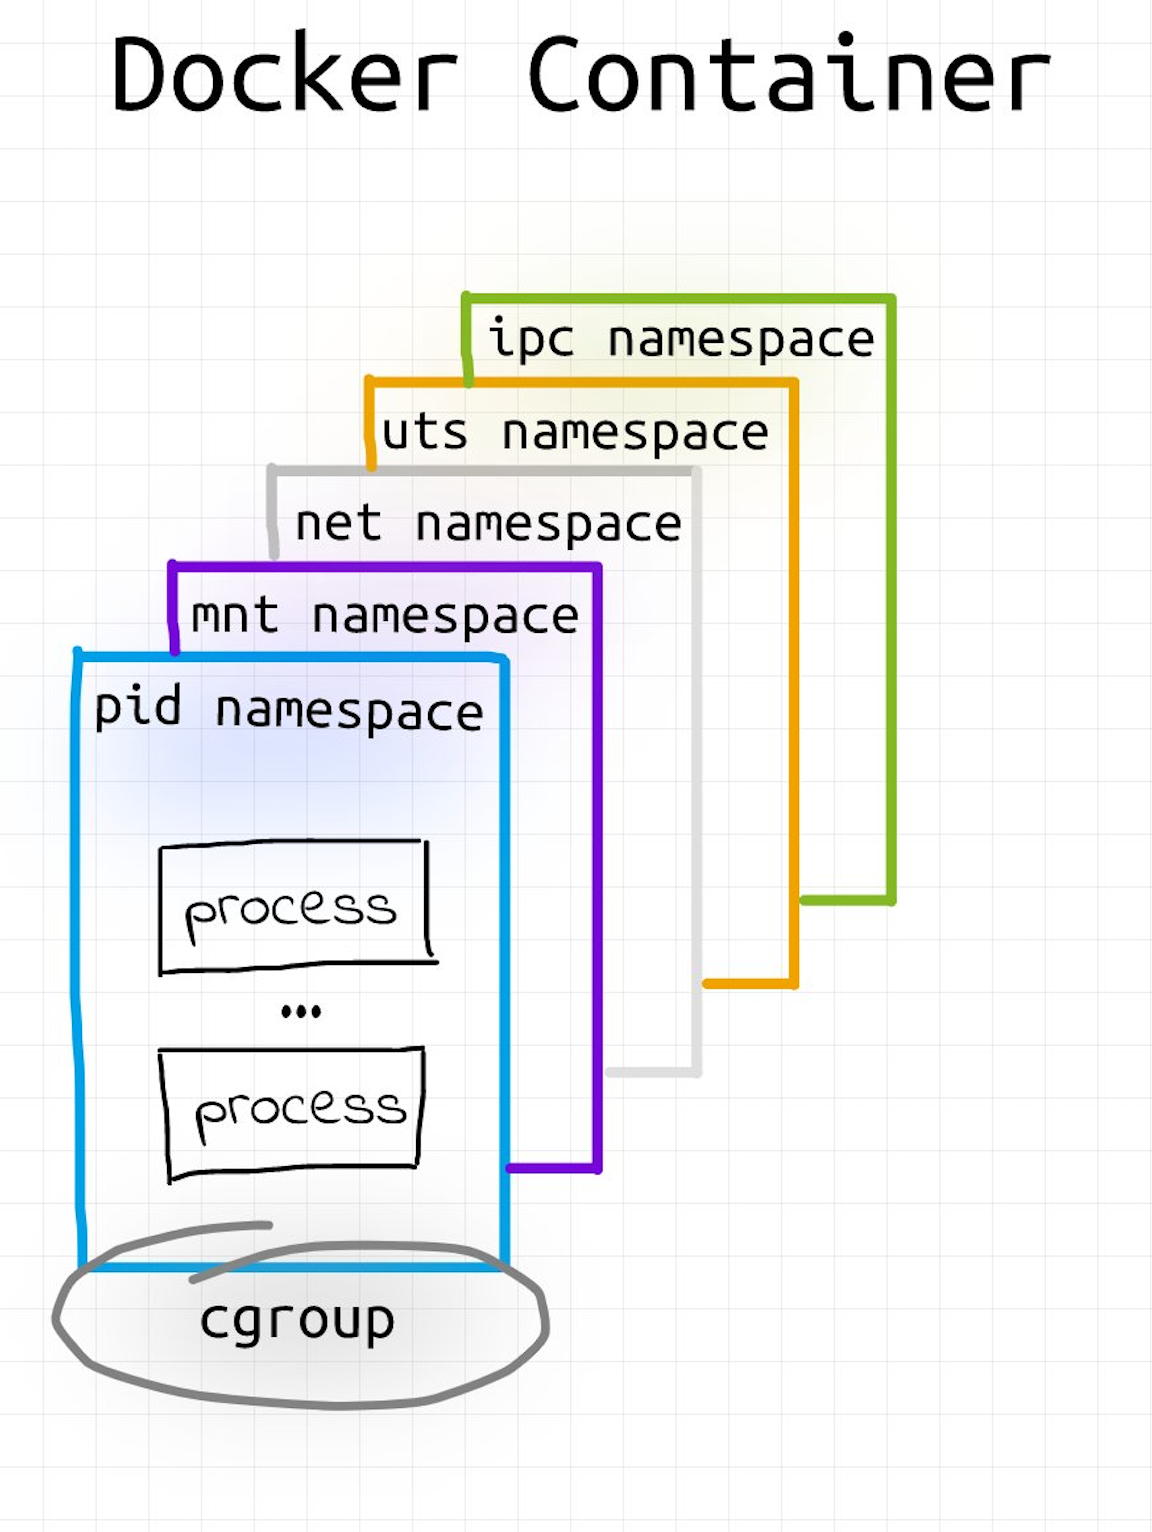 Docker Container
ipc namespace
uts namespace
net namespace
mnt namespace
pid namespace
process
...
process
cgroup